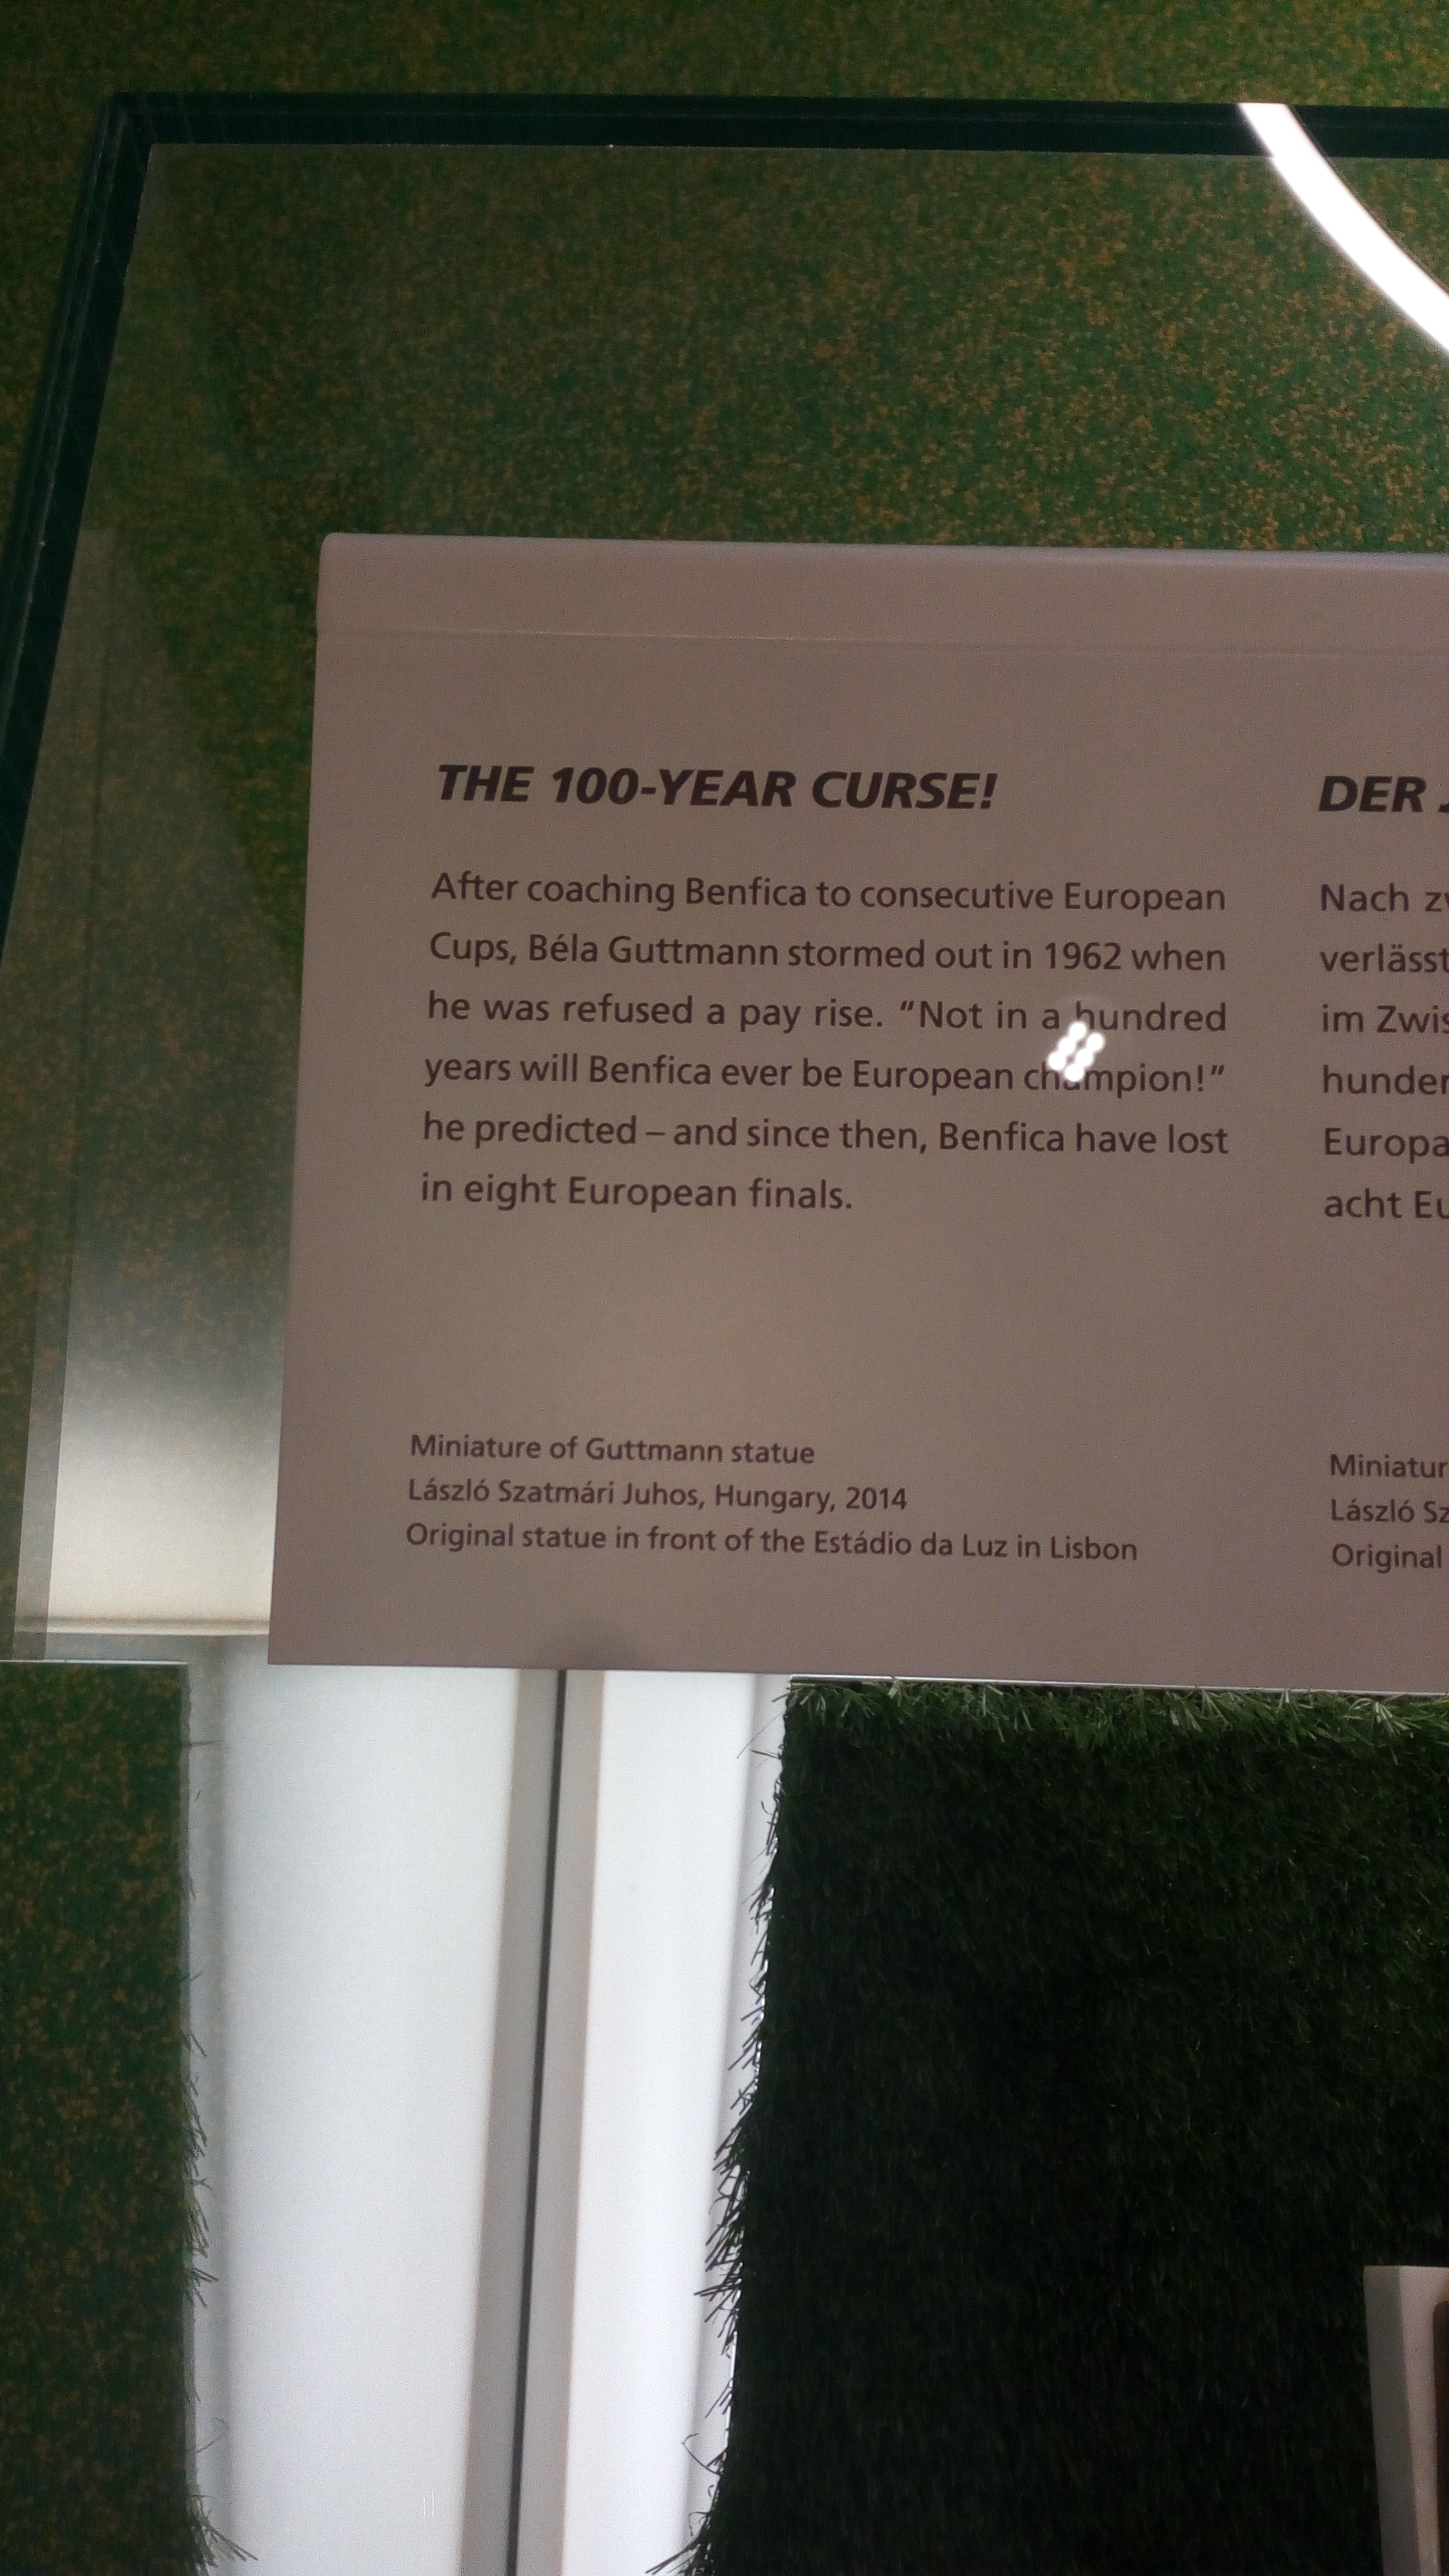 THE 100-YEAR CURSE!
After coaching Benfica to consecutive European
Cups, Béla Guttmann stormed out in 1962 when
he was refused a pay rise. “Not in a hundred
years will Benfica ever be European champion!”
he predicted – and since then, Benfica have lost
in eight European finals.
Miniature of Guttmann statue
László Szatmári Juhos, Hungary, 2014
Original statue in front of the Estádio da Luz in Lisbon
DER
Nach
verlässt
im
acht
László
Original